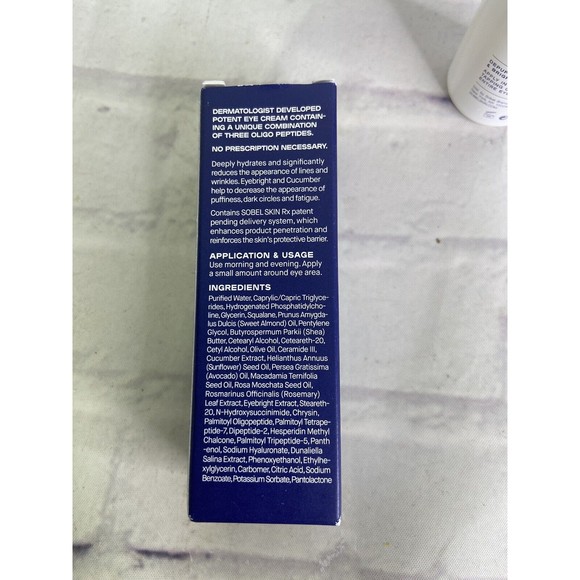 DERMATOLOGIST DEVELOPED
POTENT EYE CREAM CONTAIN-
ING A UNIQUE COMBINATION
OF THREE OLIGO PEPTIDES.
NO PRESCRIPTION NECESSARY.
Deeply hydrates and significantly
reduces the appearance of lines and
wrinkles. Eyebright and Cucumber
help to decrease the appearance of
puffiness, dark circles and fatigue.
Contains SOBEL SKIN Rx patent
pending delivery system, which
enhances product penetration and
reinforces the skin's protective barrier.
APPLICATION & USAGE
Use morning and evening. Apply
a small amount around eye area.
INGREDIENTS
Purified Water, Caprylic/Capric Triglyce-
rides, Hydrogenated Phosphatidylcho-
line, Glycerin, Squalane, Prunus Amygda-
lus Dulcis (Sweet Almond) Oil, Pentylene
Glycol, Butyrospermum Parkii (Shea)
Butter, Cetearyl Alcohol, Ceteareth-20,
Cetyl Alcohol, Olive Oil, Ceramide III,
Cucumber Extract, Helianthus Annuus
(Sunflower) Seed Oil, Persea Gratissima
(Avocado) Oil, Macadamia Ternifolia
Seed Oil, Rosa Moschata Seed Oil,
Rosmarinus Officinalis (Rosemary)
Leaf Extract, Eyebright Extract, Steareth-
20, N-Hydroxysuccinimide, Chrysin,
Palmitoyl Oligopeptide, Palmitoyl Tetrape-
ptide-7, Dipeptide-2, Hesperidin Methyl
Chalcone, Palmitoyl Tripeptide-5, Panth
-enol, Sodium Hyaluronate, Dunaliella
Salina Extract, Phenoxyethanol, Ethylhe-
xylglycerin, Carbomer, Citric Acid, Sodium
Benzoate, Potassium Sorbate, Pantolactone
DEPUF
& BRIGH
APPLY IN
TAPPING
ENTIRE